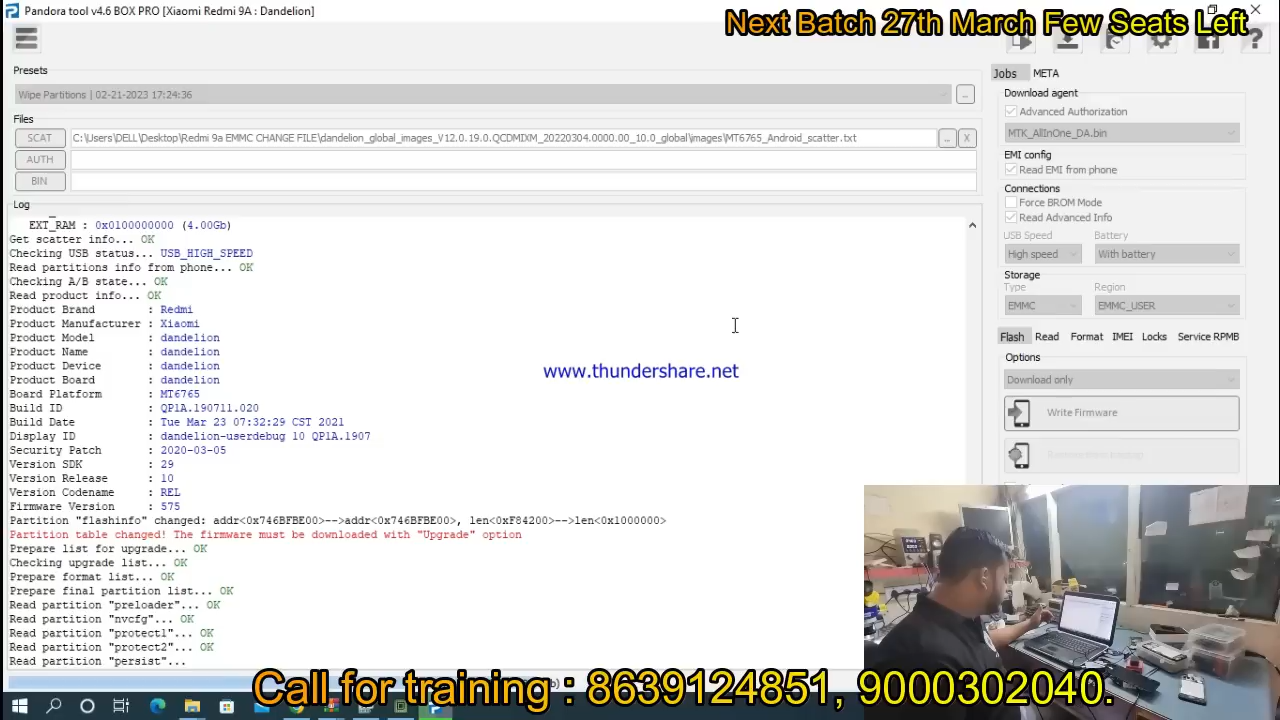 Pandora tool v4.6 BOX PRO [Xiaomi Redmi 9A : Dandelion]
Next Batch 27th March Few Seats Left
Presets
Wipe Partitions | 02-21-2023 17:24:36
...
Files
SCAT
C:\Users\DELL\Desktop\Redmi 9a EMMC CHANGE FILE\dandelion_global_images_V12.0.19.0.QCDMIXM_20220304.0000.00_10.0_global\images\MT6765_Android_scatter.txt
... X
AUTH
BIN
Log
EXT_RAM : 0x0100000000 (4.00Gb)
Get scatter info... OK
Checking USB status... USB_HIGH_SPEED
Read partitions info from phone... OK
Checking A/B state... OK
Read product info... OK
Product Brand : Redmi
Product Manufacturer : Xiaomi
Product Model : dandelion
Product Name : dandelion
Product Device : dandelion
Product Board : dandelion
Board Platform : MT6765
Build ID : QP1A.190711.020
Build Date : Tue Mar 23 07:32:29 CST 2021
Display ID : dandelion-userdebug 10 QP1A.1907
Security Patch : 2020-03-05
Version SDK : 29
Version Release : 10
Version Codename : REL
Firmware Version : 575
Partition "flashinfo" changed: addr<0x746BFBE00>-->addr<0x746BFBE00>, len<0xF84200>-->len<0x1000000>
Partition table changed! The firmware must be downloaded with "Upgrade" option
Prepare list for upgrade... OK
Checking upgrade list... OK
Prepare format list... OK
Prepare final partition list... OK
Read partition "preloader"... OK
Read partition "nvcfg"... OK
Read partition "protect1"... OK
Read partition "protect2"... OK
Read partition "persist"...
www.thundershare.net
Jobs META
Download agent
Advanced Authorization
MTK_AllInOne_DA.bin
EMI config
Read EMI from phone
Connections
Force BROM Mode
Read Advanced Info
USB Speed Battery
High speed With battery
Storage
Type Region
EMMC EMMC_USER
Flash Read Format IMEI Locks Service RPMB
Options
Download only
Write Firmware
Call for training : 8639124851, 9000302040.